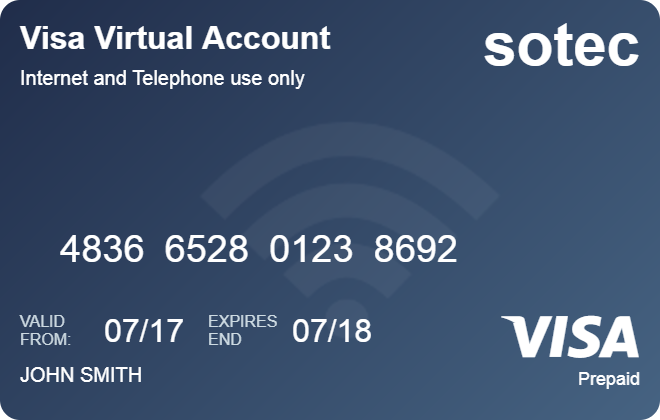 Visa Virtual Account
sotec
Internet and Telephone use only
4836 6528 0123 8692
VALID FROM: 07/17 EXPIRES END 07/18
JOHN SMITH
VISA
Prepaid